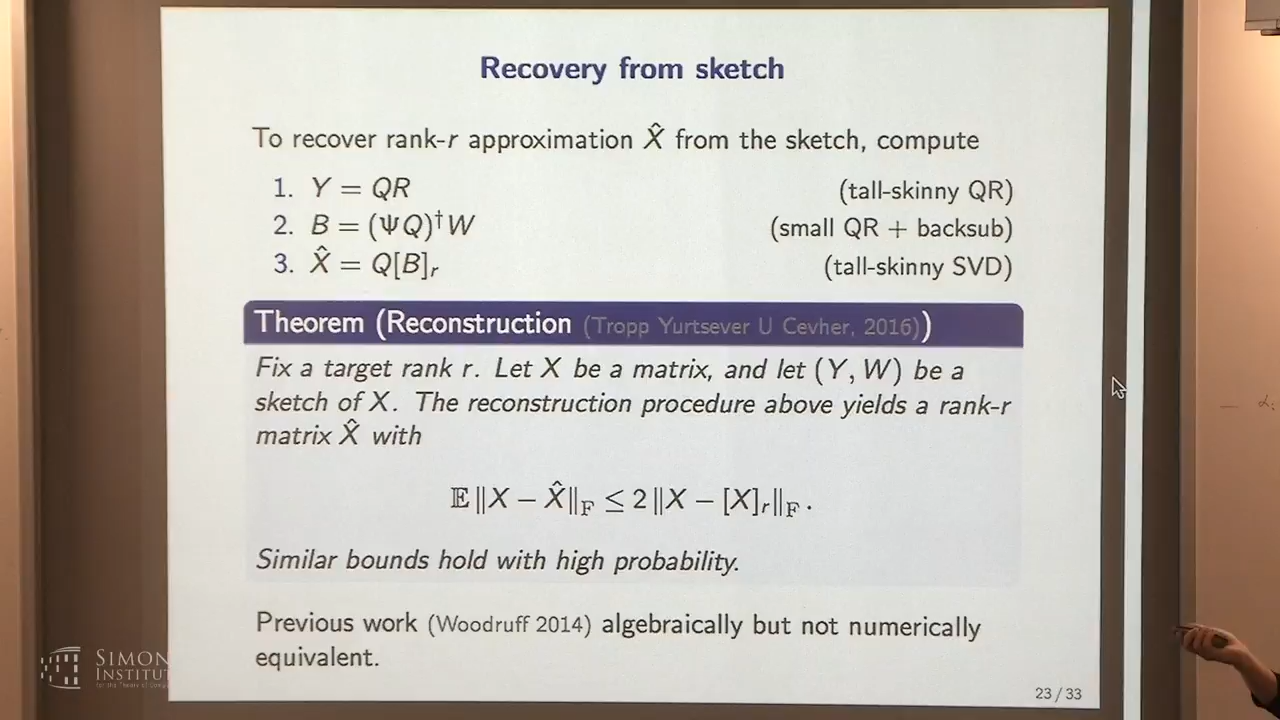 Recovery from sketch
To recover rank-r approximation X̂ from the sketch, compute
1. Y = QR (tall-skinny QR)
2. B = (ΨQ)†W (small QR + backsub)
3. X̂ = Q[B]r (tall-skinny SVD)
Theorem (Reconstruction (Tropp Yurtsever U Cevher, 2016))
Fix a target rank r. Let X be a matrix, and let (Y, W) be a
sketch of X. The reconstruction procedure above yields a rank-r
matrix X̂ with
𝔼 ‖X − X̂‖F ≤ 2 ‖X − [X]r‖F .
Similar bounds hold with high probability.
Previous work (Woodruff 2014) algebraically but not numerically
equivalent.
SIMON
INSTITUT
23 / 33